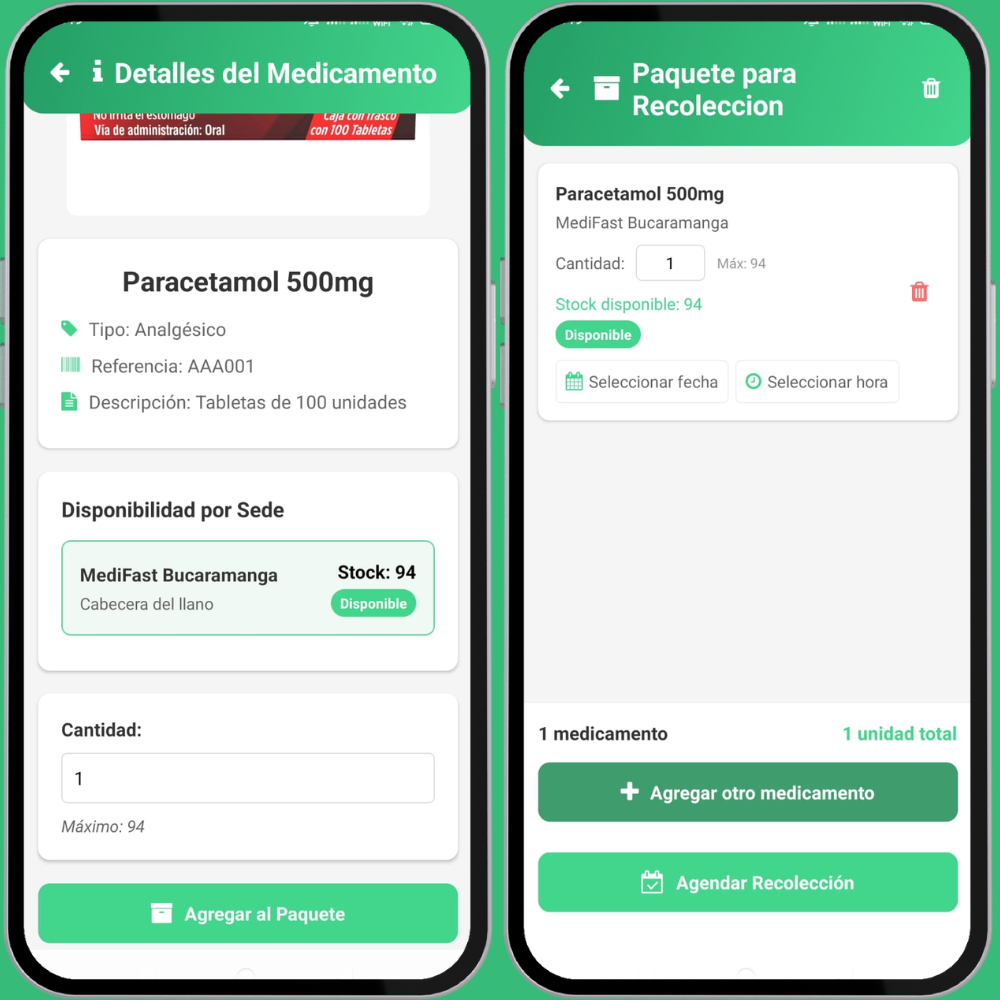 Detalles del Medicamento
No irrita el estómago
Vía de administración: Oral
Caja con frasco
con 100 Tabletas
Paracetamol 500mg
Tipo: Analgésico
Referencia: AAA001
Descripción: Tabletas de 100 unidades
Disponibilidad por Sede
MediFast Bucaramanga
Stock: 94
Cabecera del llano
Disponible
Cantidad:
1
Máximo: 94
Agregar al Paquete
Paquete para
Recoleccion
Paracetamol 500mg
MediFast Bucaramanga
Cantidad: 1 Máx: 94
Stock disponible: 94
Disponible
Seleccionar fecha
Seleccionar hora
1 medicamento
1 unidad total
Agregar otro medicamento
Agendar Recolección